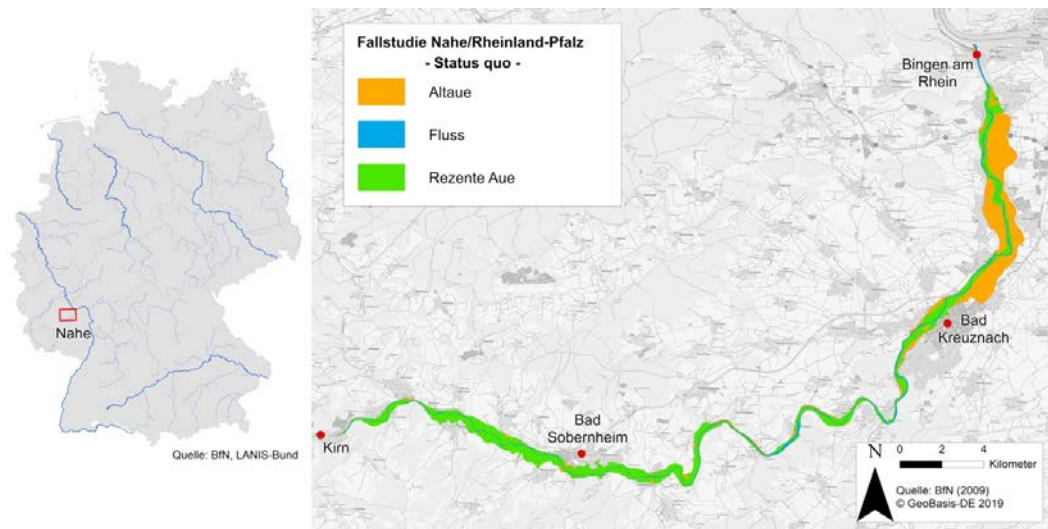 Nahe
Quelle: BfN, LANIS-Bund
Fallstudie Nahe/Rheinland-Pfalz
- Status quo -
Altaue
Fluss
Rezente Aue
Bingen am
Rhein
Bad
Kreuznach
Bad
Sobernheim
Kirn
N
0 2 4
Kilometer
Quelle: BfN (2009)
© GeoBasis-DE 2019